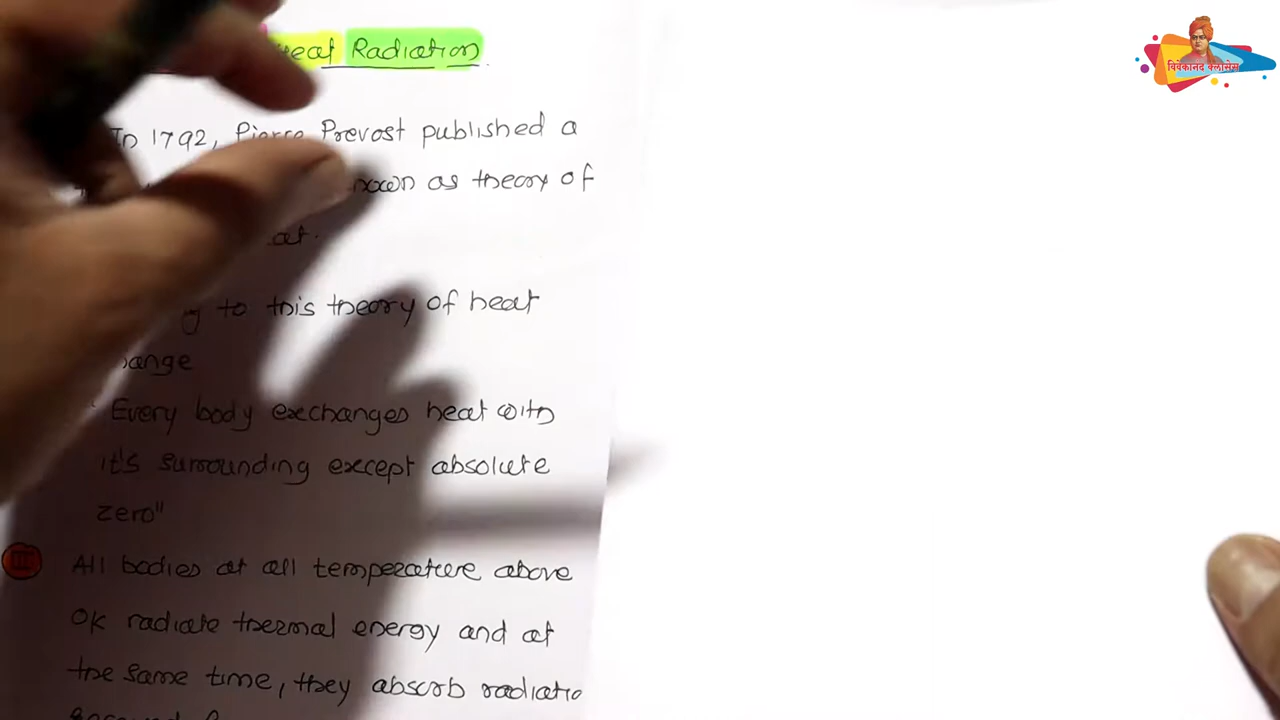 Heat Radiation
In 1792, Pierre Prevost published a
known as theory of
to this theory of heat
Every body exchanges heat with
it's surrounding except absolute
zero"
III
All bodies at all temperature above
0K radiate thermal energy and at
the same time, they absorb radiatio
विवेकानंद क्लासेस